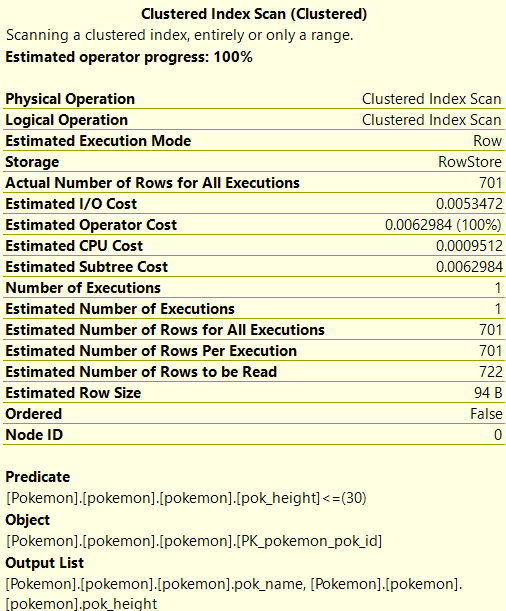 Clustered Index Scan (Clustered)
Scanning a clustered index, entirely or only a range.
Estimated operator progress: 100%
Physical Operation Clustered Index Scan
Logical Operation Clustered Index Scan
Estimated Execution Mode Row
Storage RowStore
Actual Number of Rows for All Executions 701
Estimated I/O Cost 0.0053472
Estimated Operator Cost 0.0062984 (100%)
Estimated CPU Cost 0.0009512
Estimated Subtree Cost 0.0062984
Number of Executions 1
Estimated Number of Executions 1
Estimated Number of Rows for All Executions 701
Estimated Number of Rows Per Execution 701
Estimated Number of Rows to be Read 722
Estimated Row Size 94 B
Ordered False
Node ID 0
Predicate
[Pokemon].[pokemon].[pokemon].[pok_height]<=(30)
Object
[Pokemon].[pokemon].[pokemon].[PK_pokemon_pok_id]
Output List
[Pokemon].[pokemon].[pokemon].pok_name, [Pokemon].[pokemon].
[pokemon].pok_height